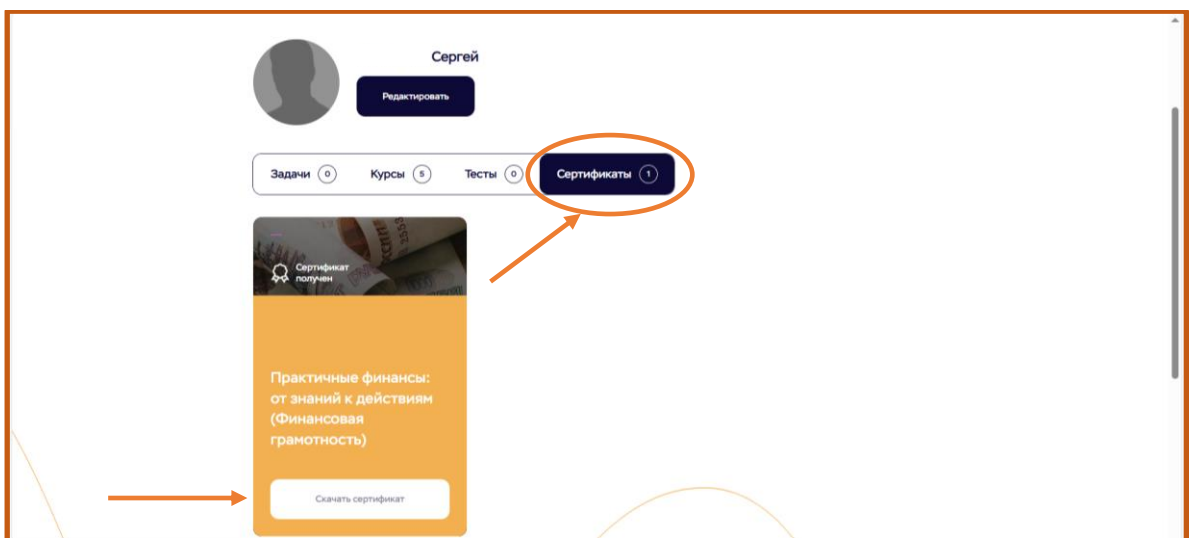 Сергей
Редактировать
Задачи 0 Курсы 5 Тесты 0 Сертификаты 1
Сертификат
получен
Практичные финансы:
от знаний к действиям
(Финансовая
грамотность)
Скачать сертификат